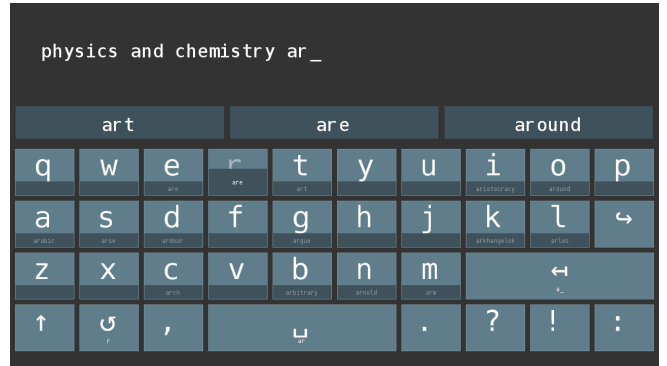 physics and chemistry ar_
art are around
q w e r t y u i o p
are are art aristocracy around
a s d f g h j k l ↪
arabic arse ardour argue arkhangelsk arles
z x c v b n m ↤
arch arbitrary arnold arm a_
↑ ↺ , ␣ . ? ! :
r ar